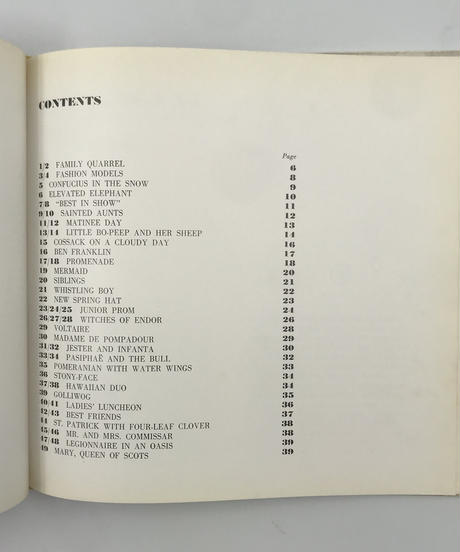 CONTENTS
Page
1/2 FAMILY QUARREL 6
3/4 FASHION MODELS 8
5 CONFUCIUS IN THE SNOW 9
6 ELEVATED ELEPHANT 10
7/8 "BEST IN SHOW" 11
9/10 SAINTED AUNTS 12
11/12 MATINEE DAY 13
13/14 LITTLE BO-PEEP AND HER SHEEP 14
15 COSSACK ON A CLOUDY DAY 16
16 BEN FRANKLIN 17
17/18 PROMENADE 18
19 MERMAID 20
20 SIBLINGS 21
21 WHISTLING BOY 22
22 NEW SPRING HAT 23
23/24/25 JUNIOR PROM 24
26/27/28 WITCHES OF ENDOR 26
29 VOLTAIRE 28
30 MADAME DE POMPADOUR 29
31/32 JESTER AND INFANTA 30
33/34 PASIPHAË AND THE BULL 32
35 POMERANIAN WITH WATER WINGS 33
36 STONY-FACE 34
37/38 HAWAIIAN DUO 34
39 GOLLIWOG 35
40/41 LADIES' LUNCHEON 36
42/43 BEST FRIENDS 37
44 ST. PATRICK WITH FOUR-LEAF CLOVER 38
45/46 MR. AND MRS. COMMISSAR 38
47/48 LEGIONNAIRE IN AN OASIS 39
49 MARY, QUEEN OF SCOTS 39